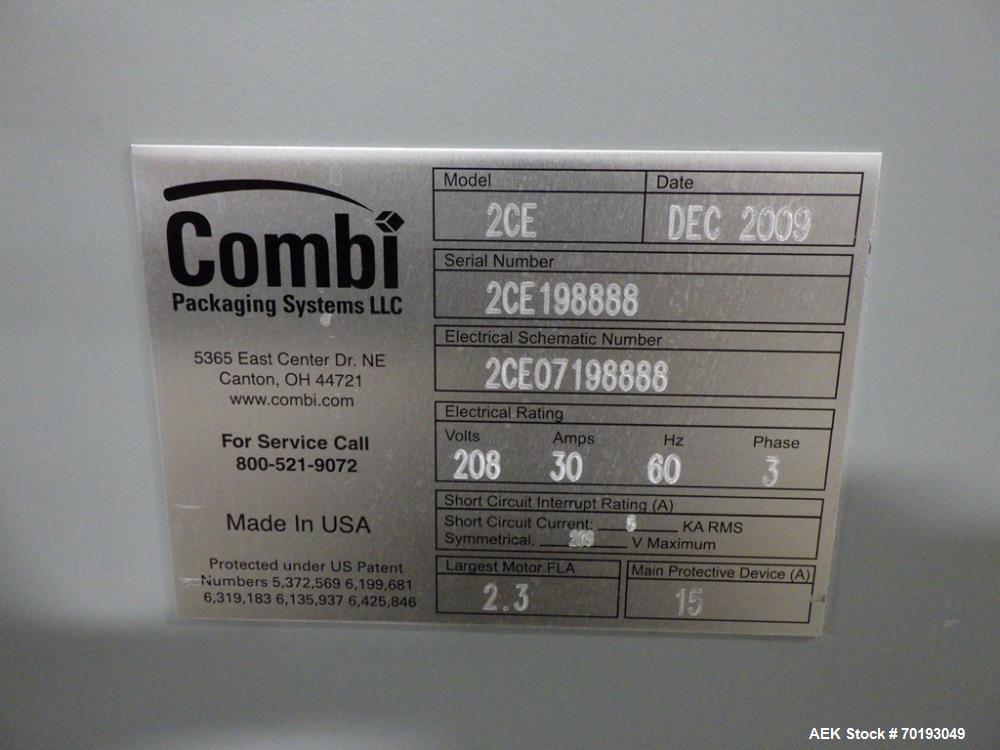 Combi
Packaging Systems LLC
5365 East Center Dr. NE
Canton, OH 44721
www.combi.com
For Service Call
800-521-9072
Made In USA
Protected under US Patent
Numbers 5,372,569 6,199,681
6,319,183 6,135,937 6,425,846
Model Date
2CE DEC 2009
Serial Number
2CE198888
Electrical Schematic Number
2CE07198888
Electrical Rating
Volts Amps Hz Phase
208 30 60 3
Short Circuit Interrupt Rating (A)
Short Circuit Current: KA RMS
Symmetrical, V Maximum
Largest Motor FLA Main Protective Device (A)
2.3 15
AEK Stock # 70193049